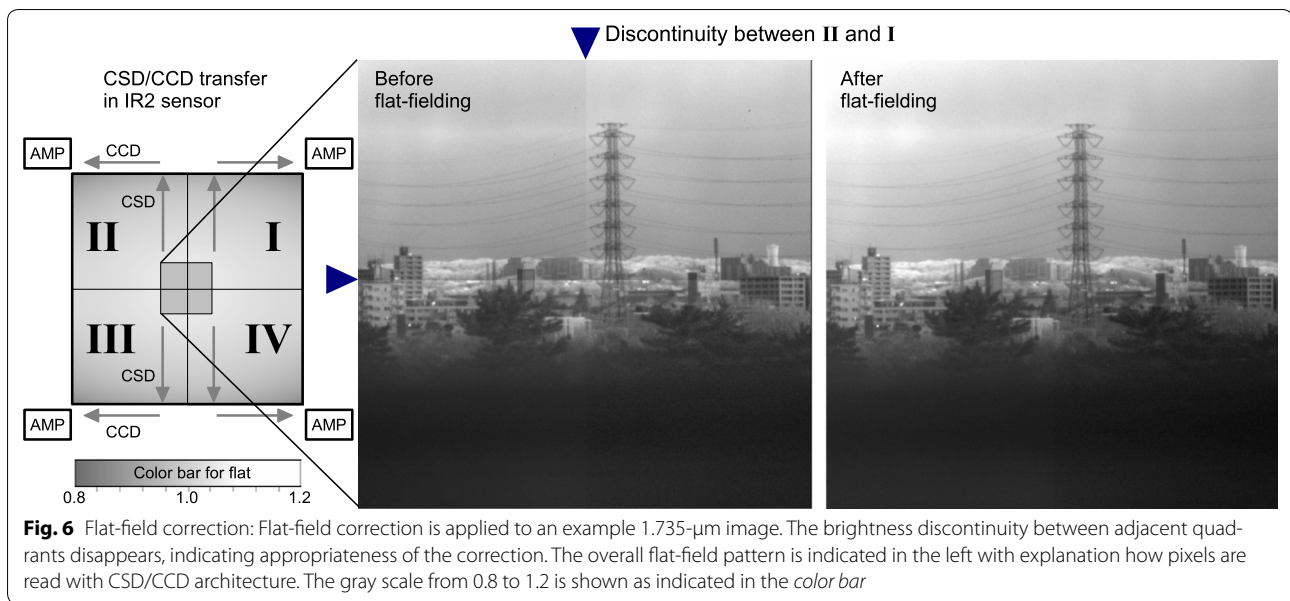 Discontinuity between II and I
CSD/CCD transfer
in IR2 sensor
Before
flat-fielding
After
flat-fielding
AMP
CCD
AMP
CSD
II
I
III
IV
CSD
AMP
CCD
AMP
Color bar for flat
0.8
1.0
1.2
Fig. 6 Flat-field correction: Flat-field correction is applied to an example 1.735-μm image. The brightness discontinuity between adjacent quad-
rants disappears, indicating appropriateness of the correction. The overall flat-field pattern is indicated in the left with explanation how pixels are
read with CSD/CCD architecture. The gray scale from 0.8 to 1.2 is shown as indicated in the color bar